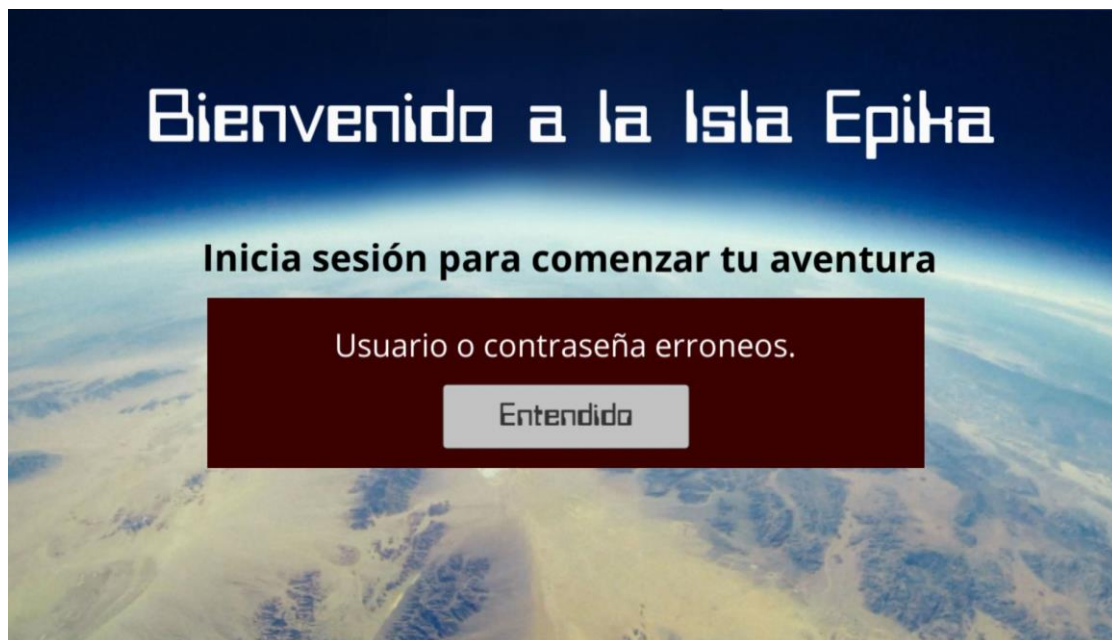 Bienvenido a la Isla Epika
Inicia sesión para comenzar tu aventura
Usuario o contraseña erroneos.
Entendido